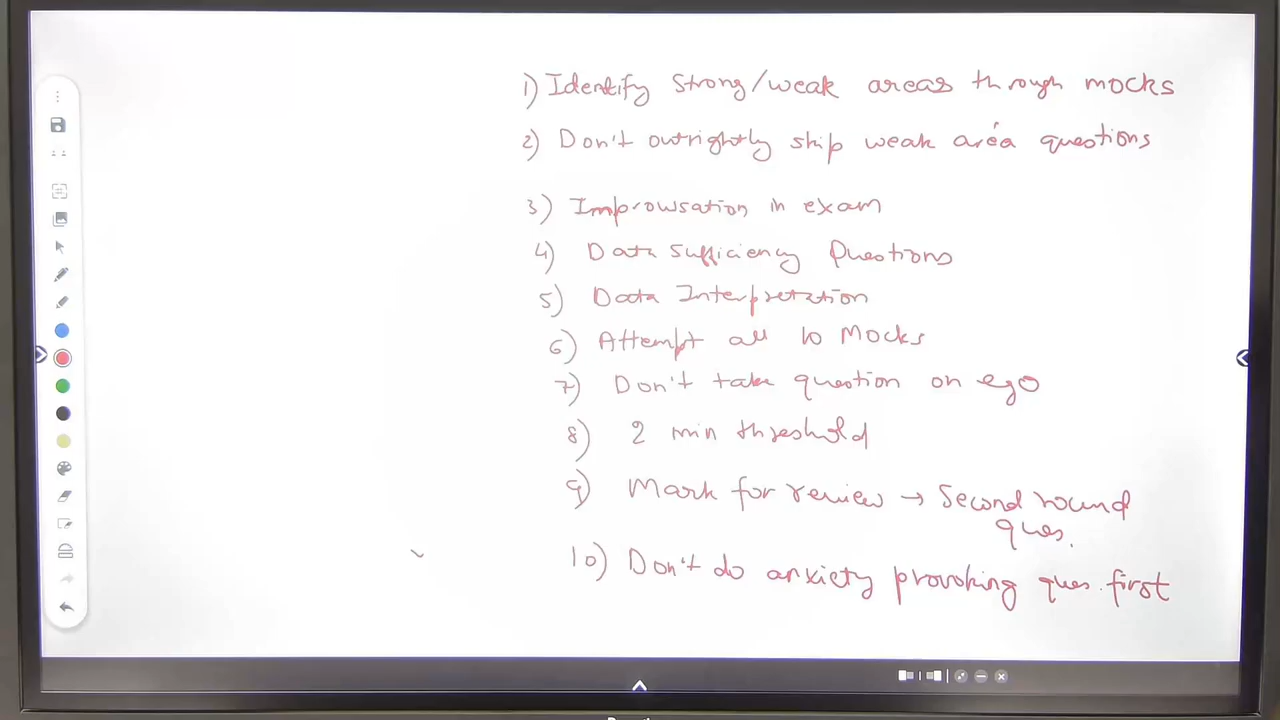 1) Identify strong/weak areas through mocks
2) Don't outrightly skip weak area questions
3) Improvisation in exam
4) Data Sufficiency Questions
5) Data Interpretation
6) Attempt all 10 Mocks
7) Don't take question on ego
8) 2 min threshold
9) Mark for review → Second round
ques.
10) Don't do anxiety provoking ques. first